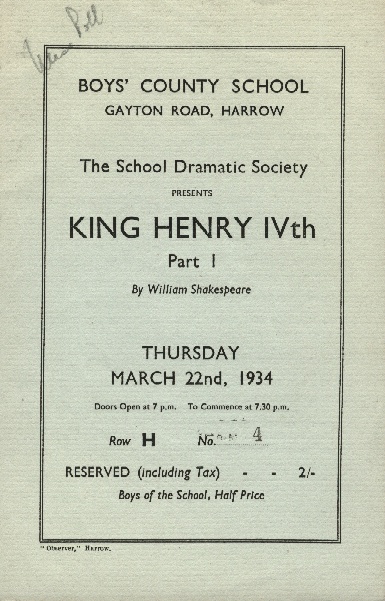 Miss Poll
BOYS' COUNTY SCHOOL
GAYTON ROAD, HARROW
The School Dramatic Society
PRESENTS
KING HENRY IVth
Part I
By William Shakespeare
THURSDAY
MARCH 22nd, 1934
Doors Open at 7 p.m. To Commence at 7.30 p.m.
Row H No. 4
RESERVED (including Tax) - - 2/-
Boys of the School, Half Price
"Observer," Harrow.